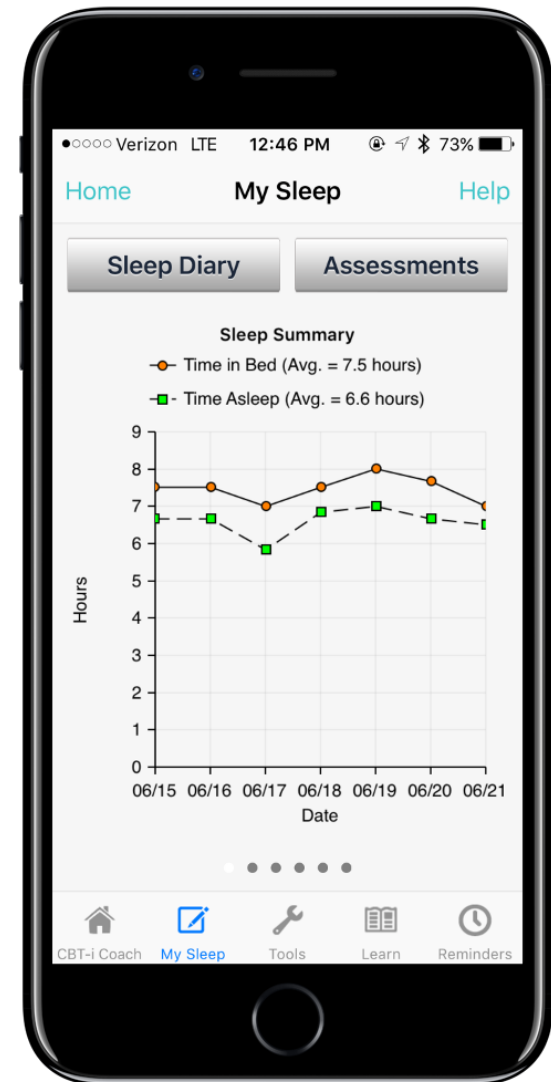 Verizon LTE 12:46 PM 73%
Home My Sleep Help
Sleep Diary Assessments
Sleep Summary
Time in Bed (Avg. = 7.5 hours)
Time Asleep (Avg. = 6.6 hours)
9
8
7
6
5
4
3
2
1
0
Hours
06/15 06/16 06/17 06/18 06/19 06/20 06/21
Date
CBT-i Coach My Sleep Tools Learn Reminders